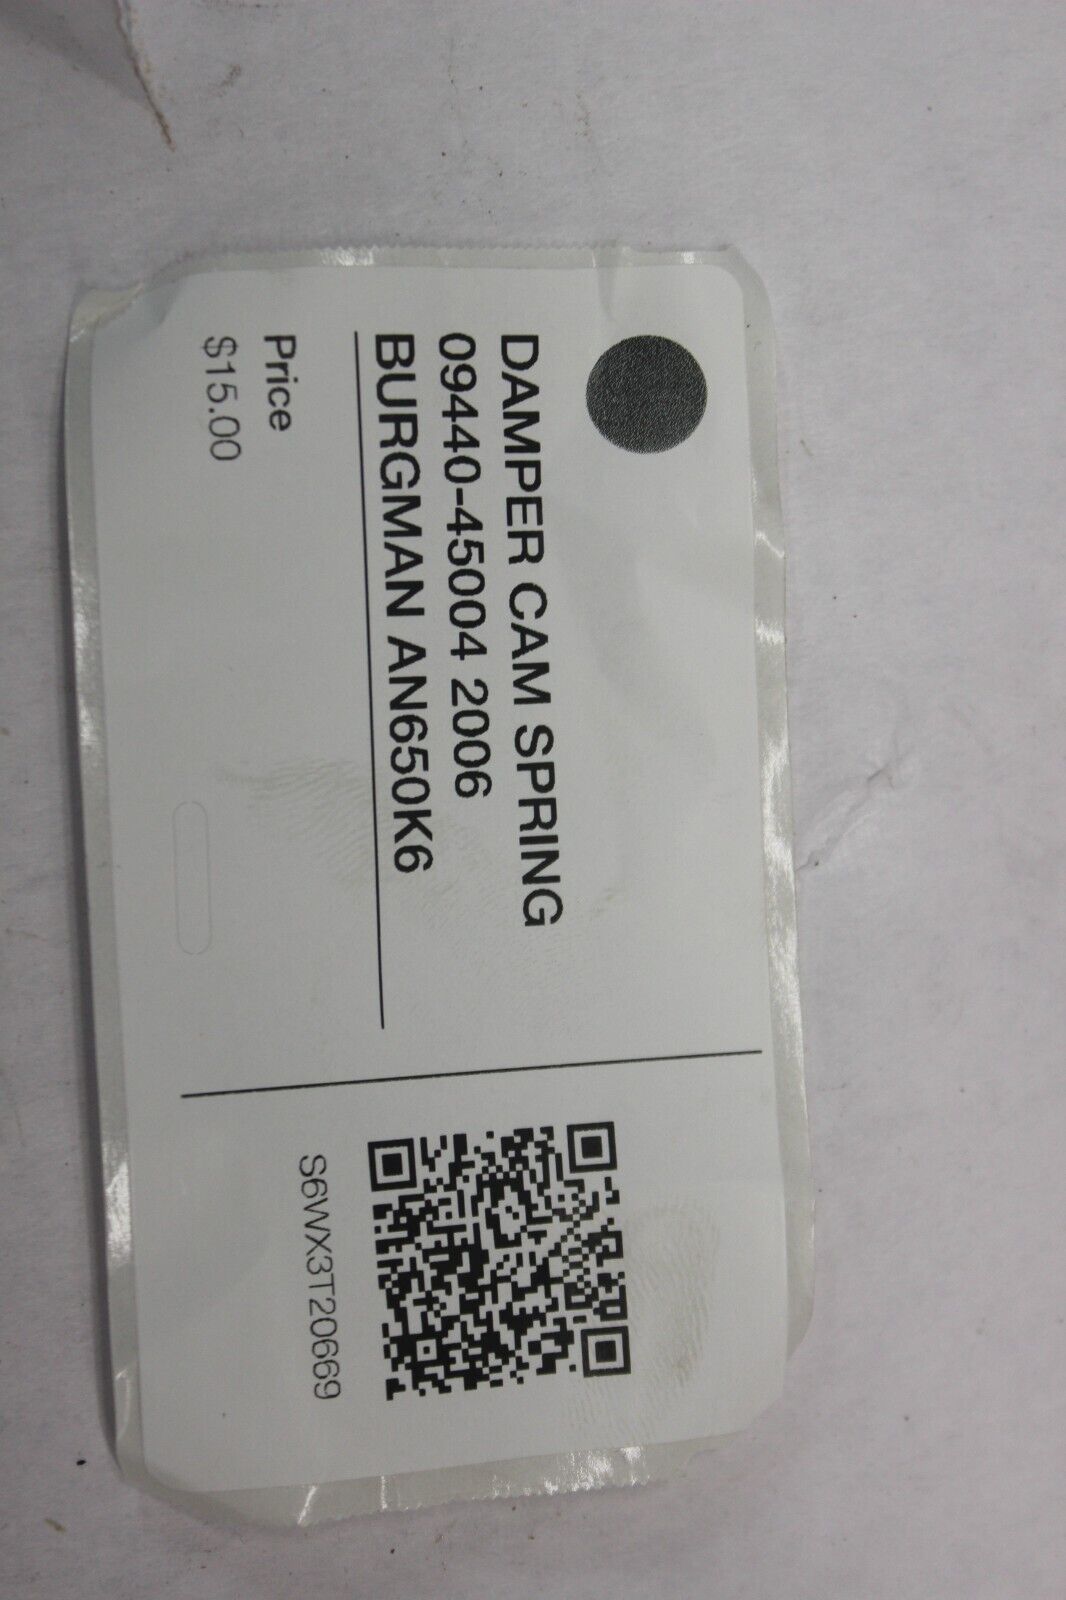 DAMPER CAM SPRING
09440-45004 2006
BURGMAN AN650K6
Price
$15.00
S6WX3T20669